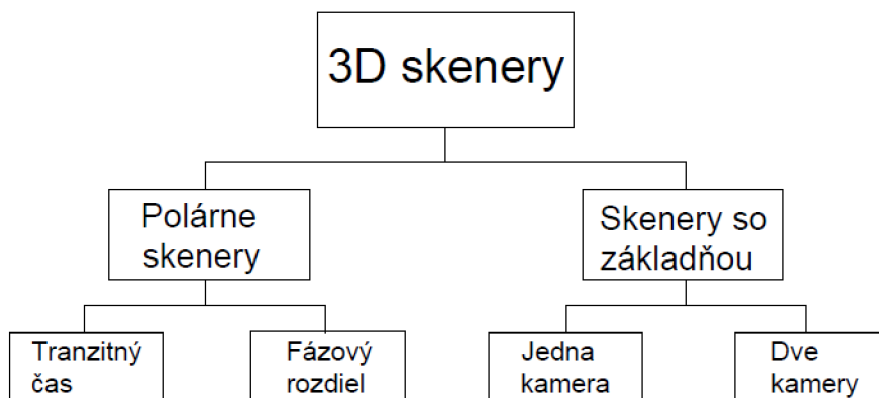 3D skenery
Polárne
skenery
Skenery so
základňou
Tranzitný
čas
Fázový
rozdiel
Jedna
kamera
Dve
kamery